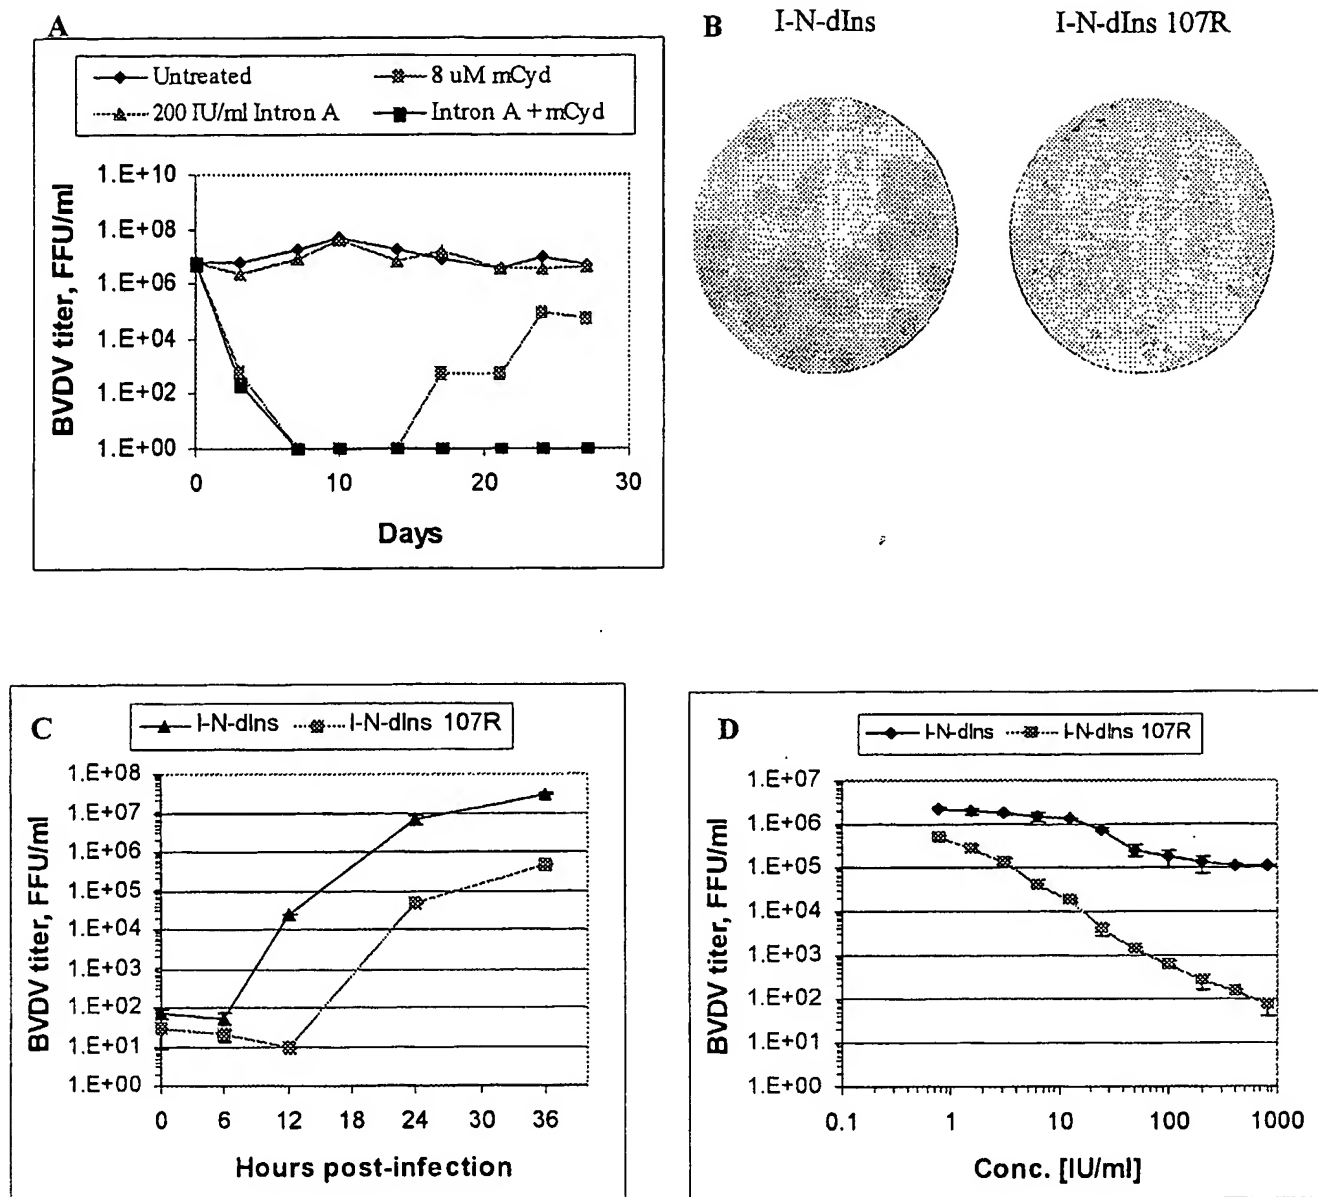 A
Untreated
8 uM mCyd
200 IU/ml Intron A
Intron A + mCyd
BVDV titer, FFU/ml
1.E+10
1.E+08
1.E+06
1.E+04
1.E+02
1.E+00
0 10 20 30
Days
B
I-N-dIns I-N-dIns 107R
C
I-N-dIns I-N-dIns 107R
BVDV titer, FFU/ml
1.E+08
1.E+07
1.E+06
1.E+05
1.E+04
1.E+03
1.E+02
1.E+01
1.E+00
0 6 12 18 24 30 36
Hours post-infection
D
I-N-dIns I-N-dIns 107R
BVDV titer, FFU/ml
1.E+07
1.E+06
1.E+05
1.E+04
1.E+03
1.E+02
1.E+01
1.E+00
0.1 1 10 100 1000
Conc. [IU/ml]